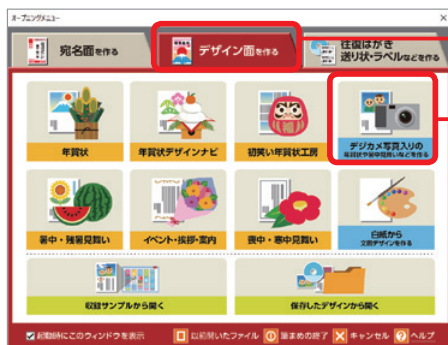 オープニングメニュー
宛名面を作る
デザイン面を作る
往復はがき
送り状・ラベルなどを作る
年賀状
年賀状デザインナビ
初笑い年賀状工房
デジカメ写真入りの
年賀状や暑中見舞いなどを作る
暑中・残暑見舞い
イベント・挨拶・案内
喪中・寒中見舞い
白紙から
文面デザインを作る
収録サンプルから開く
保存したデザインから開く
起動時にこのウィンドウを表示
以前開いたファイル
筆まめの終了
キャンセル
ヘルプ